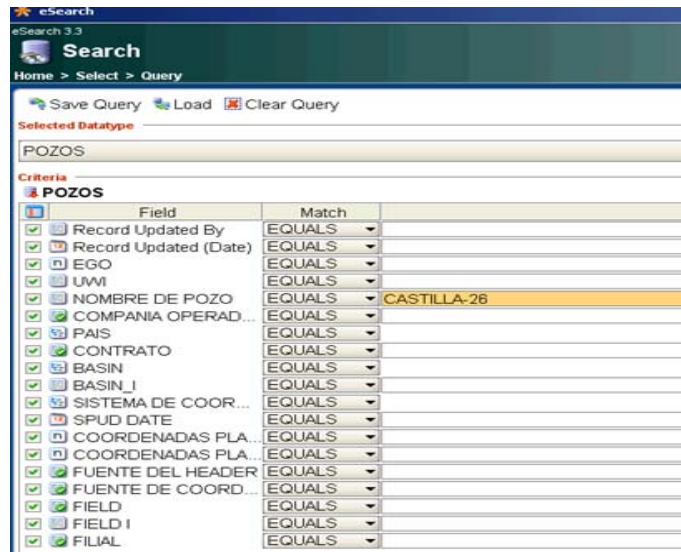 eSearch
eSearch 3.3
Search
Home > Select > Query
Save Query Load Clear Query
Selected Datatype
POZOS
Criteria
POZOS
Field Match
Record Updated By EQUALS
Record Updated (Date) EQUALS
EGO EQUALS
UWI EQUALS
NOMBRE DE POZO EQUALS CASTILLA-26
COMPANIA OPERAD... EQUALS
PAIS EQUALS
CONTRATO EQUALS
BASIN EQUALS
BASIN_I EQUALS
SISTEMA DE COOR... EQUALS
SPUD DATE EQUALS
COORDENADAS PLA... EQUALS
COORDENADAS PLA... EQUALS
FUENTE DEL HEADER EQUALS
FUENTE DE COORD... EQUALS
FIELD EQUALS
FIELD I EQUALS
FILIAL EQUALS